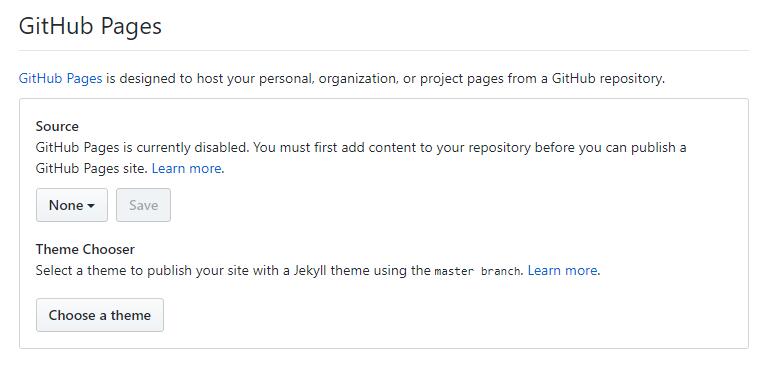 GitHub Pages
GitHub Pages is designed to host your personal, organization, or project pages from a GitHub repository.
Source
GitHub Pages is currently disabled. You must first add content to your repository before you can publish a
GitHub Pages site. Learn more.
None Save
Theme Chooser
Select a theme to publish your site with a Jekyll theme using the master branch. Learn more.
Choose a theme